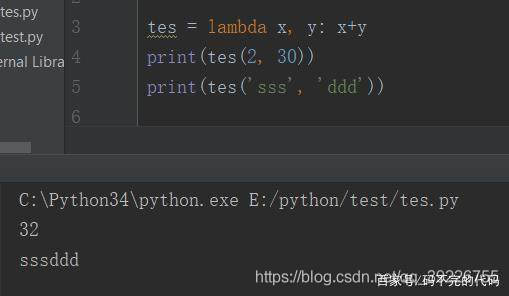 tes.py
test.py
ernal Libra
3 tes = lambda x, y: x+y
4 print(tes(2, 30))
5 print(tes('sss', 'ddd'))
6
C:\Python34\python.exe E:/python/test/tes.py
32
sssddd
https://blog.csdn.net/qq_39226755
百家号/码不完的代码